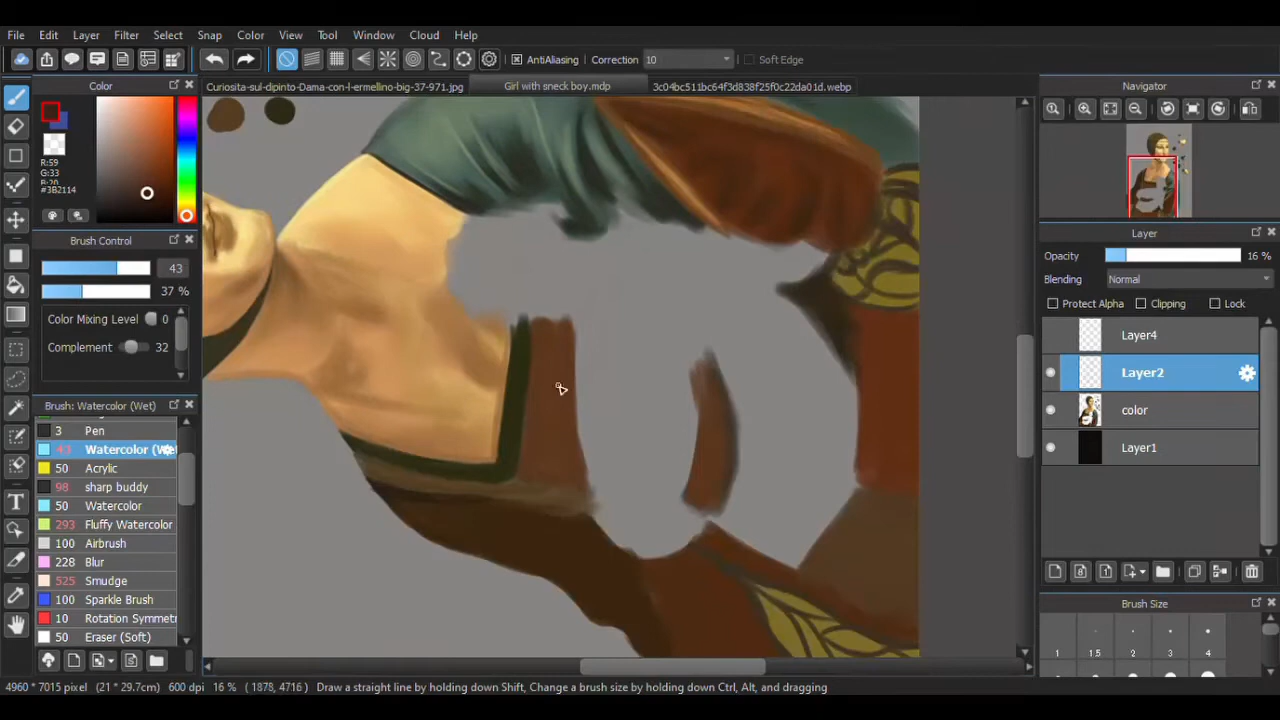 File Edit Layer Filter Select Snap Color View Tool Window Cloud Help
AntiAliasing Correction 10 Soft Edge
Color
Curiosita-sul-dipinto-Dama-con-l-ermellino-big-37-971.jpg Girl with sneck boy.mdp 3c04bc511bc64f3d838f25f0c22da01d.webp
Navigator
R:59
G:33
B:20
#3B2114
Brush Control
43
37 %
Color Mixing Level 0
Complement 32
Layer
Opacity 16 %
Blending Normal
Protect Alpha Clipping Lock
Layer4
Layer2
color
Layer1
Brush: Watercolor (Wet)
3 Pen
43 Watercolor (Wet
50 Acrylic
98 sharp buddy
50 Watercolor
293 Fluffy Watercolor
100 Airbrush
228 Blur
525 Smudge
100 Sparkle Brush
10 Rotation Symmetr
50 Eraser (Soft)
Brush Size
1 1.5 2 3 4
4960 * 7015 pixel (21 * 29.7cm) 600 dpi 16 % ( 1878, 4716 ) Draw a straight line by holding down Shift, Change a brush size by holding down Ctrl, Alt, and dragging